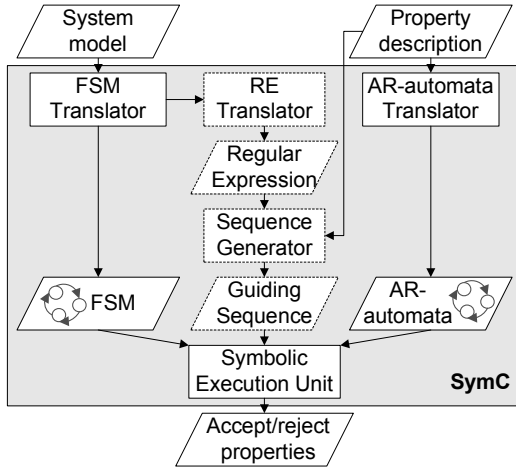 System
model
Property
description
FSM
Translator
RE
Translator
AR-automata
Translator
Regular
Expression
Sequence
Generator
FSM
Guiding
Sequence
AR-
automata
Symbolic
Execution Unit
SymC
Accept/reject
properties